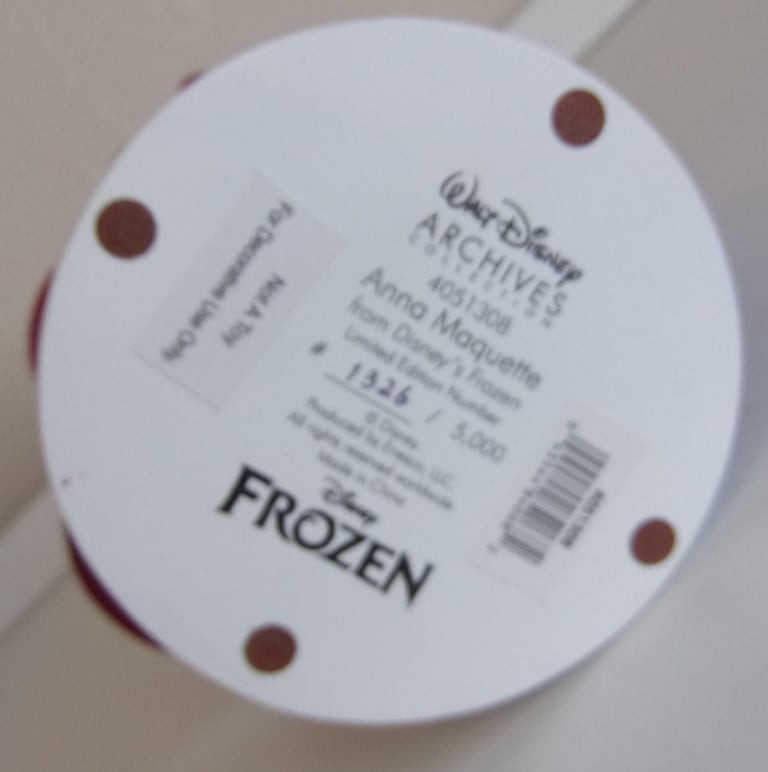 WALT DISNEY
ARCHIVES
COLLECTION
4051308
Anna Maquette
from Disney's Frozen
Limited Edition Number
# 1326 / 5,000
© Disney
Produced by Enesco, LLC.
All rights reserved worldwide
Made in China
Disney
FROZEN
Not A Toy
For Decorative Use Only
4051308